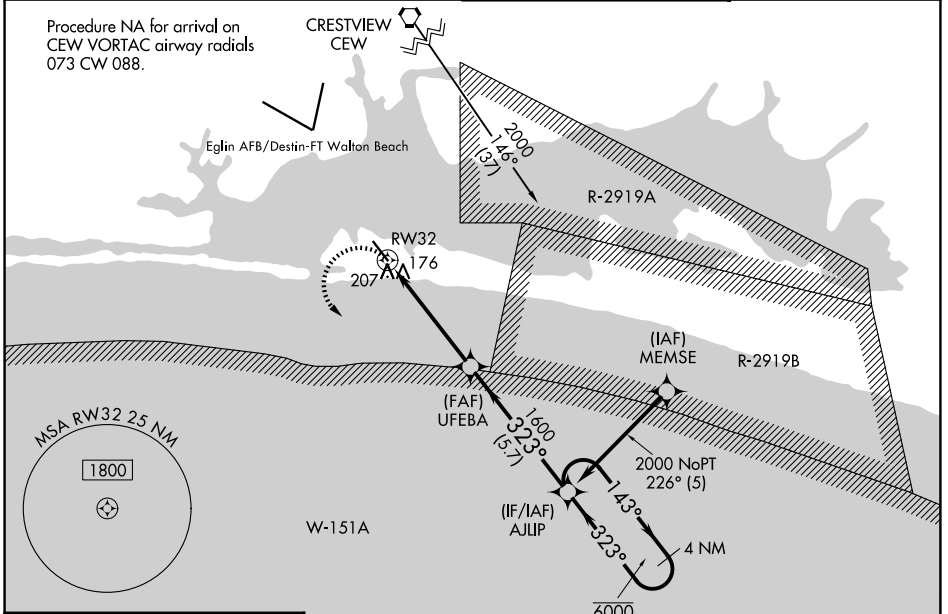 Procedure NA for arrival on
CEW VORTAC airway radials
073 CW 088.
CRESTVIEW
CEW
Eglin AFB/Destin-FT Walton Beach
2000
146°
(37)
R-2919A
RW32
207
176
(IAF)
MEMSE
R-2919B
(FAF)
UFEBA
1600
323°
(5.7)
2000 NoPT
226° (5)
MSA RW32 25 NM
1800
W-151A
(IF/IAF)
AJLIP
143°
323°
4 NM
6000